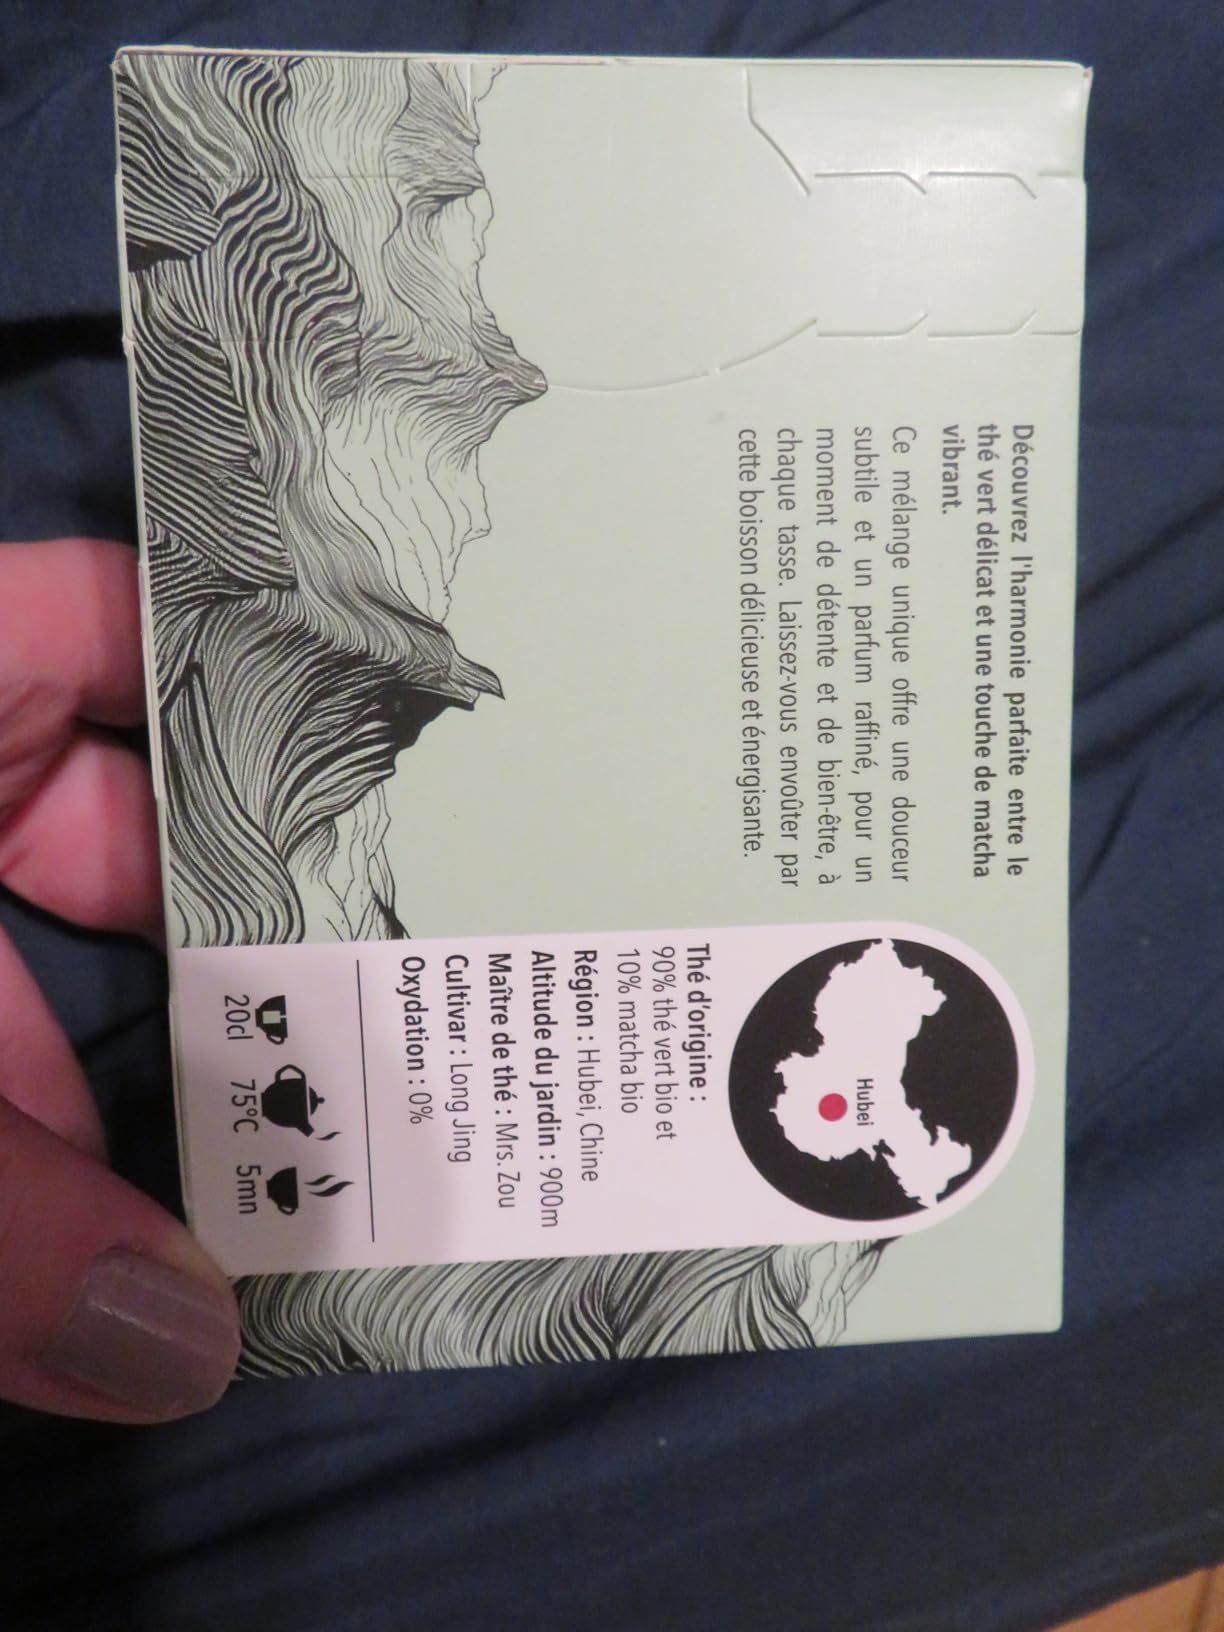 Découvrez l'harmonie parfaite entre le
thé vert délicat et une touche de matcha
vibrant.
Ce mélange unique offre une douceur
subtile et un parfum raffiné, pour un
moment de détente et de bien-être, à
chaque tasse. Laissez-vous envoûter par
cette boisson délicieuse et énergisante.
Hubei
Thé d'origine :
90% thé vert bio et
10% matcha bio
Région : Hubei, Chine
Altitude du jardin : 900m
Maître de thé : Mrs. Zou
Cultivar : Long Jing
Oxydation : 0%
20cl 75°C 5mn